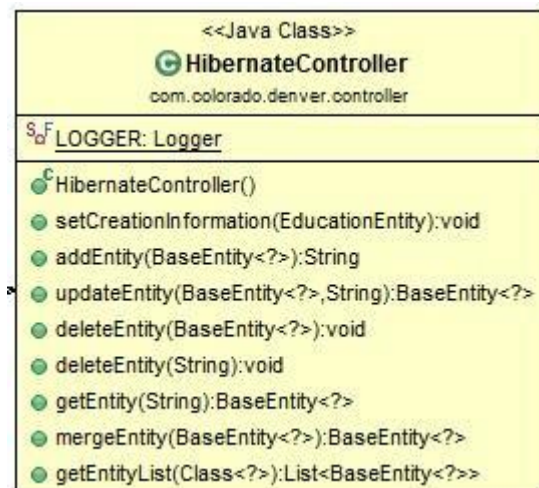 <<Java Class>>
C HibernateController
com.colorado.denver.controller
S F LOGGER: Logger
C HibernateController()
setCreationInformation(EducationEntity):void
addEntity(BaseEntity<?>):String
updateEntity(BaseEntity<?>,String):BaseEntity<?>
deleteEntity(BaseEntity<?>):void
deleteEntity(String):void
getEntity(String):BaseEntity<?>
mergeEntity(BaseEntity<?>):BaseEntity<?>
getEntityList(Class<?>):List<BaseEntity<?>>